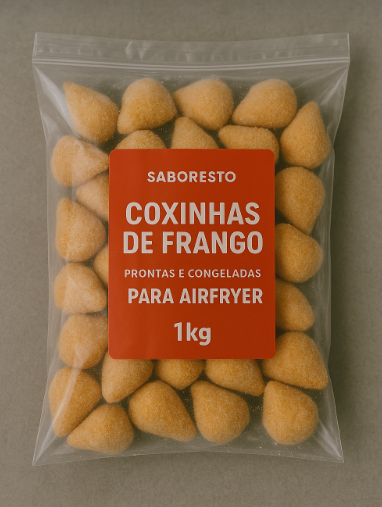 SABORESTO
COXINHAS
DE FRANGO
PRONTAS E CONGELADAS
PARA AIRFRYER
1kg